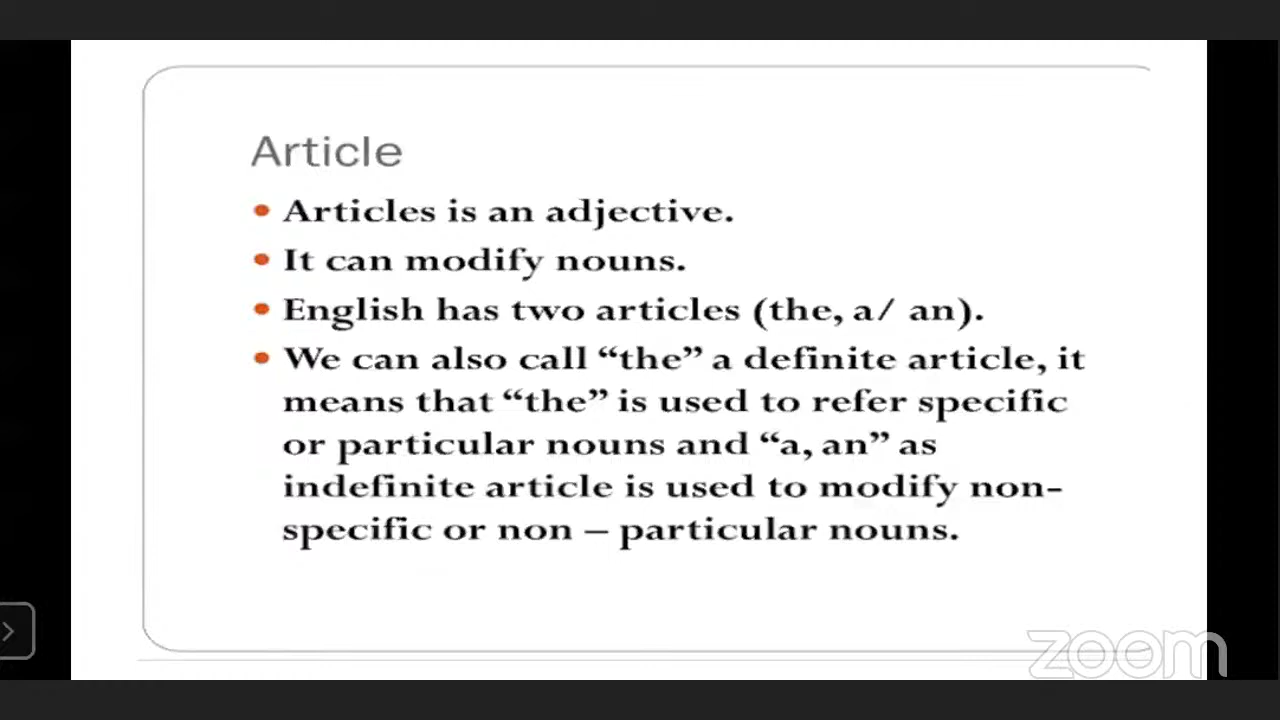 Article
• Articles is an adjective.
• It can modify nouns.
• English has two articles (the, a/ an).
• We can also call “the” a definite article, it
means that “the” is used to refer specific
or particular nouns and “a, an” as
indefinite article is used to modify non-
specific or non – particular nouns.
zoom